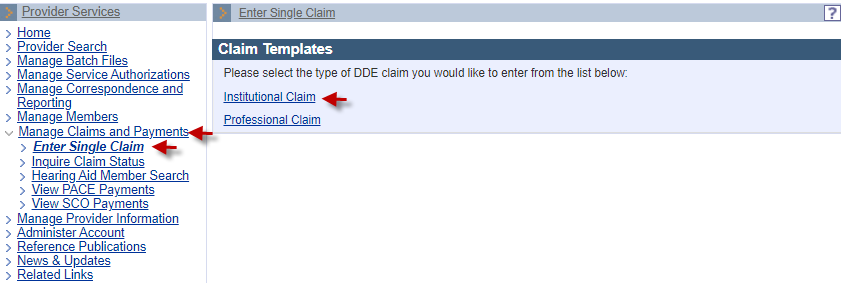 Provider Services
Home
Provider Search
Manage Batch Files
Manage Service Authorizations
Manage Correspondence and
Reporting
Manage Members
Manage Claims and Payments
Enter Single Claim
Inquire Claim Status
Hearing Aid Member Search
View PACE Payments
View SCO Payments
Manage Provider Information
Administer Account
Reference Publications
News & Updates
Related Links
Enter Single Claim
?
Claim Templates
Please select the type of DDE claim you would like to enter from the list below:
Institutional Claim
Professional Claim